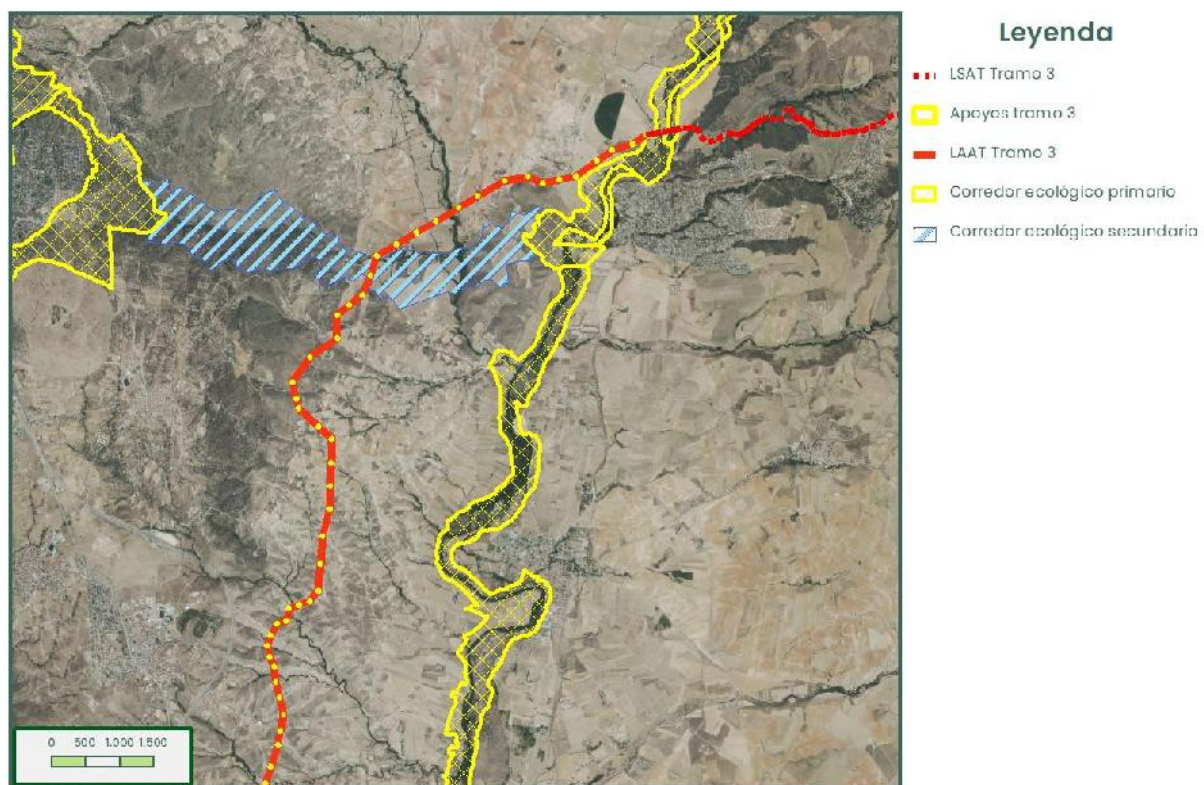 Leyenda
LSAT Tramo 3
Apoyos tramo 3
LAAT Tramo 3
Corredor ecológico primario
Corredor ecológico secundario
0 500 1.000 1.500